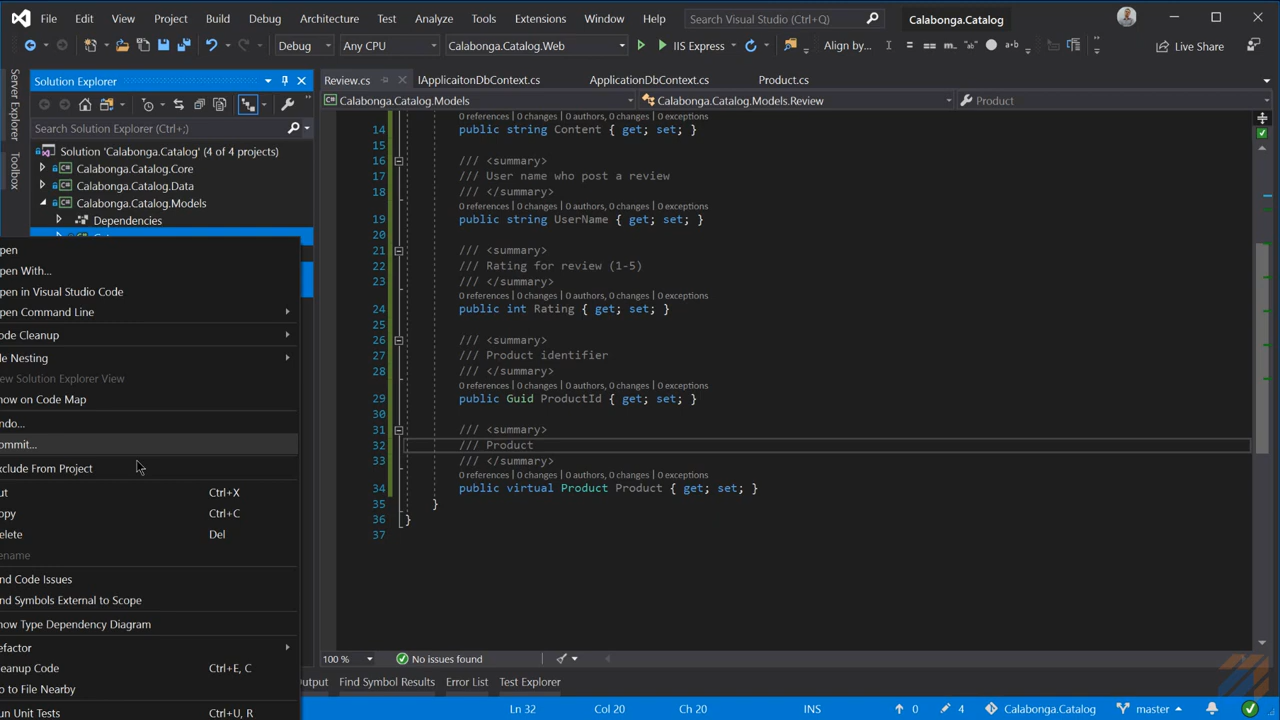 File Edit View Project Build Debug Architecture Test Analyze Tools Extensions Window Help Search Visual Studio (Ctrl+Q) Calabonga.Catalog
Debug Any CPU Calabonga.Catalog.Web IIS Express Align by... Live Share
Server Explorer
Toolbox
Solution Explorer
Search Solution Explorer (Ctrl+;)
Solution 'Calabonga.Catalog' (4 of 4 projects)
Calabonga.Catalog.Core
Calabonga.Catalog.Data
Calabonga.Catalog.Models
Dependencies
pen
pen With...
pen in Visual Studio Code
pen Command Line
ode Cleanup
le Nesting
ew Solution Explorer View
how on Code Map
ndo...
ommit...
xclude From Project
ut Ctrl+X
opy Ctrl+C
elete Del
ename
nd Code Issues
nd Symbols External to Scope
how Type Dependency Diagram
efactor
eanup Code Ctrl+E, C
o to File Nearby
un Unit Tests Ctrl+U, R
Review.cs IApplicaitonDbContext.cs ApplicationDbContext.cs Product.cs
Calabonga.Catalog.Models Calabonga.Catalog.Models.Review Product
0 references | 0 changes | 0 authors, 0 changes | 0 exceptions
14 public string Content { get; set; }
15
16 /// <summary>
17 /// User name who post a review
18 /// </summary>
0 references | 0 changes | 0 authors, 0 changes | 0 exceptions
19 public string UserName { get; set; }
20
21 /// <summary>
22 /// Rating for review (1-5)
23 /// </summary>
0 references | 0 changes | 0 authors, 0 changes | 0 exceptions
24 public int Rating { get; set; }
25
26 /// <summary>
27 /// Product identifier
28 /// </summary>
0 references | 0 changes | 0 authors, 0 changes | 0 exceptions
29 public Guid ProductId { get; set; }
30
31 /// <summary>
32 /// Product
33 /// </summary>
0 references | 0 changes | 0 authors, 0 changes | 0 exceptions
34 public virtual Product Product { get; set; }
35 }
36 }
37
100 % No issues found
utput Find Symbol Results Error List Test Explorer
Ln 32 Col 20 Ch 20 INS 0 4 Calabonga.Catalog master